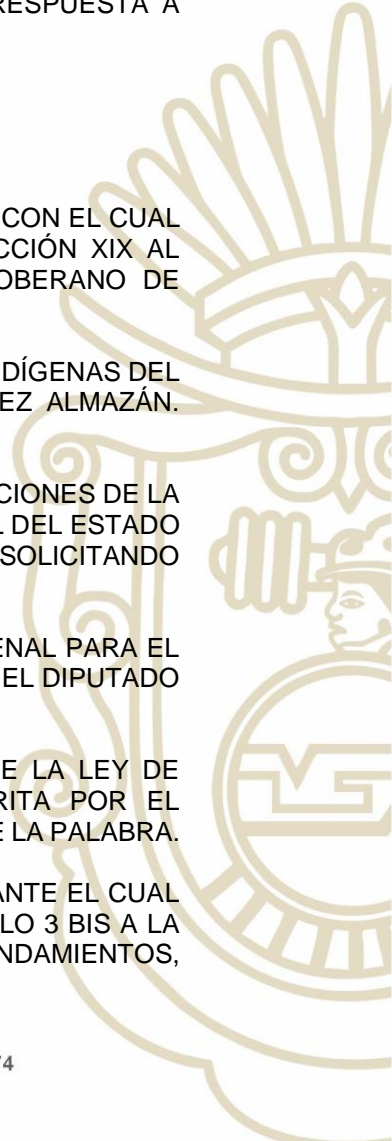 RESPUESTA A
CON EL CUAL
CCIÓN XIX AL
OBERANO DE
DÍGENAS DEL
EZ ALMAZÁN.
CIONES DE LA
DEL ESTADO
SOLICITANDO
ENAL PARA EL
EL DIPUTADO
E LA LEY DE
RITA POR EL
LA PALABRA.
ANTE EL CUAL
LO 3 BIS A LA
NDAMIENTOS,
74